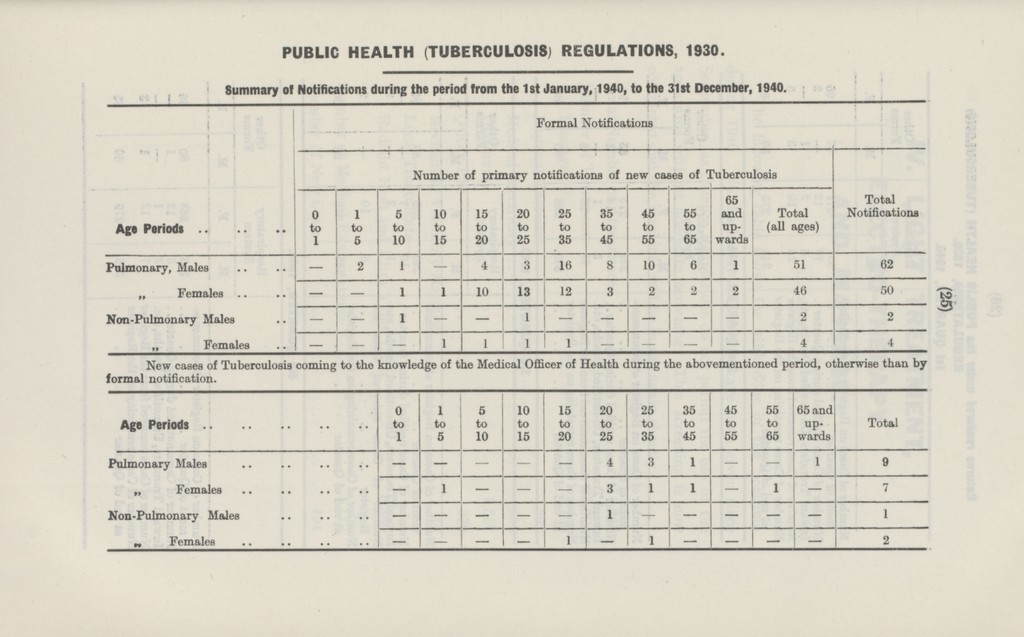 PUBLIC HEALTH (TUBERCULOSIS) REGULATIONS, 1930.
Summary of Notifications during the period from the 1st January, 1940, to the 31st December, 1940.
Formal Notifications
Number of primary notifications of new cases of Tuberculosis
Age Periods .. .. .. 0 to 1 1 to 5 5 to 10 10 to 15 15 to 20 20 to 25 25 to 35 35 to 45 45 to 55 55 to 65 65 and up-wards Total (all ages) Total Notifications
Pulmonary, Males .. .. — 2 1 — 4 3 16 8 10 6 1 51 62
„ Females .. .. — — 1 1 10 13 12 3 2 2 2 46 50
Non-Pulmonary Males .. — — 1 — — 1 — — — — — 2 2
„ Females .. — — — 1 1 1 1 — — — — 4 4
New cases of Tuberculosis coming to the knowledge of the Medical Officer of Health during the abovementioned period, otherwise than by
formal notification.
Age Periods .. .. .. .. .. 0 to 1 1 to 5 5 to 10 10 to 15 15 to 20 20 to 25 25 to 35 35 to 45 45 to 55 55 to 65 65 and up-wards Total
Pulmonary Males .. .. .. .. — — — — — 4 3 1 — — 1 9
„ Females .. .. .. .. — 1 — — — 3 1 1 — 1 — 7
Non-Pulmonary Males .. .. .. — — — — — 1 — — — — — 1
„ Females .. .. .. .. — — — — 1 — 1 — — — — 2
(25)